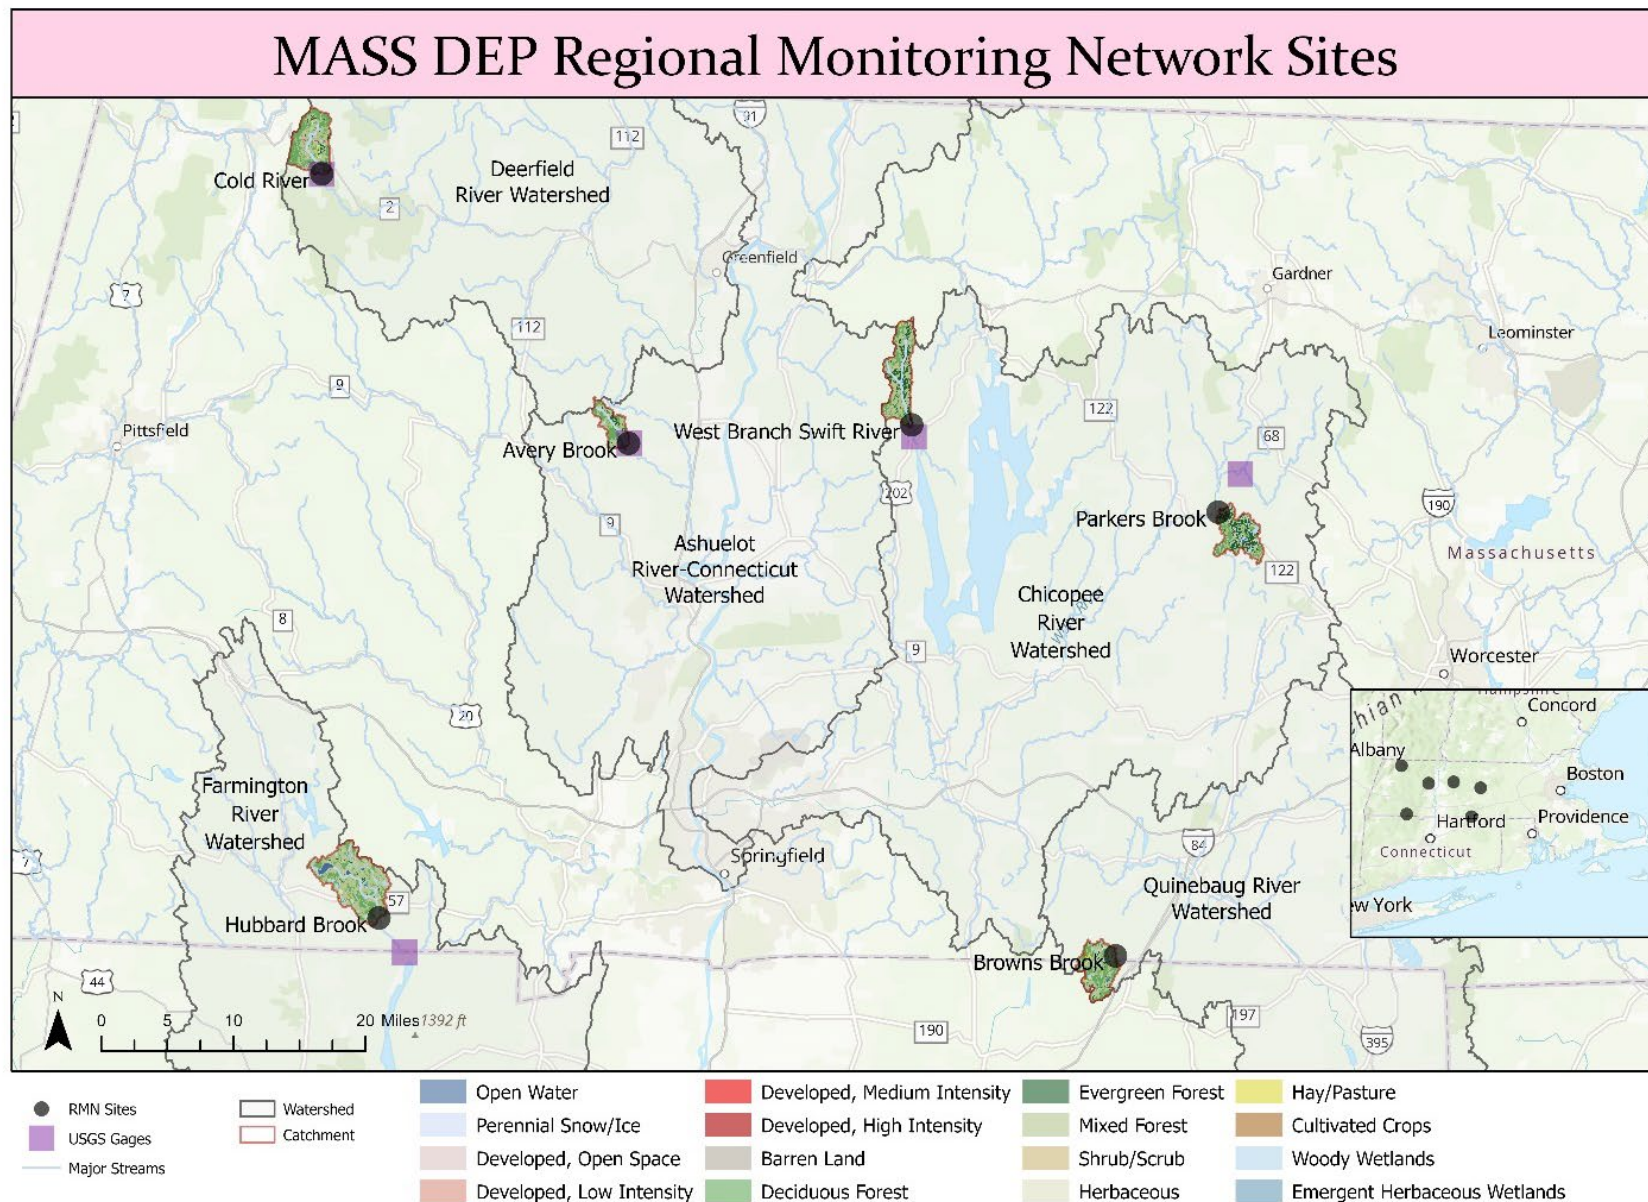 MASS DEP Regional Monitoring Network Sites
91
112
Deerfield
River Watershed
Cold River
2
Greenfield
7
Gardner
112
Leominster
9
122
Pittsfield
West Branch Swift River
68
Avery Brook
202
190
Parkers Brook
9
Ashuelot
River-Connecticut
Watershed
Massachusetts
122
Chicopee
River
Watershed
8
9
Worcester
20
Farmington
River
Watershed
7
Springfield
84
Quinebaug River
Watershed
57
Hubbard Brook
Browns Brook
44
190
197
395
N
0 5 10 20 Miles
1392 ft
hian
Hampshire
Concord
Albany
Boston
Hartford
Providence
Connecticut
ew York
RMN Sites
USGS Gages
Major Streams
Watershed
Catchment
Open Water
Perennial Snow/Ice
Developed, Open Space
Developed, Low Intensity
Developed, Medium Intensity
Developed, High Intensity
Barren Land
Deciduous Forest
Evergreen Forest
Mixed Forest
Shrub/Scrub
Herbaceous
Hay/Pasture
Cultivated Crops
Woody Wetlands
Emergent Herbaceous Wetlands